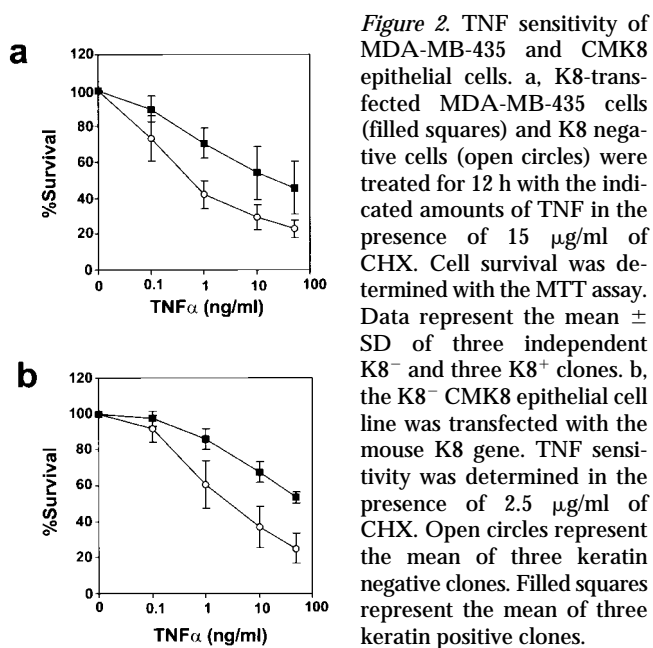 a
120
100
80
60
40
20
0
%Survival
0 0.1 1 10 100
TNFα (ng/ml)
b
120
100
80
60
40
20
0
%Survival
0 0.1 1 10 100
TNFα (ng/ml)
Figure 2. TNF sensitivity of
MDA-MB-435 and CMK8
epithelial cells. a, K8-trans-
fected MDA-MB-435 cells
(filled squares) and K8 nega-
tive cells (open circles) were
treated for 12 h with the indi-
cated amounts of TNF in the
presence of 15 μg/ml of
CHX. Cell survival was de-
termined with the MTT assay.
Data represent the mean ±
SD of three independent
K8⁻ and three K8⁺ clones. b,
the K8⁻ CMK8 epithelial cell
line was transfected with the
mouse K8 gene. TNF sensi-
tivity was determined in the
presence of 2.5 μg/ml of
CHX. Open circles represent
the mean of three keratin
negative clones. Filled squares
represent the mean of three
keratin positive clones.